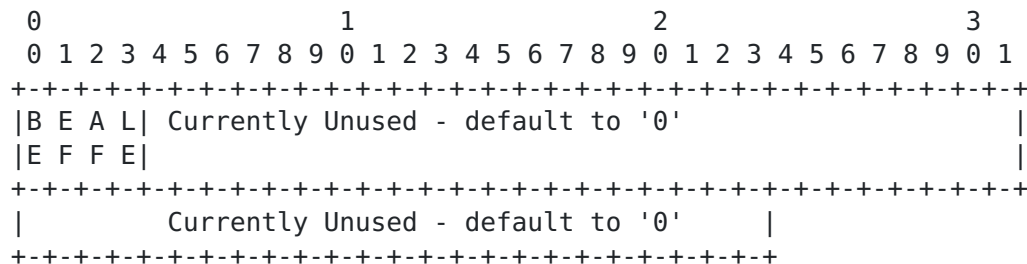 0                   1                   2                   3
 0 1 2 3 4 5 6 7 8 9 0 1 2 3 4 5 6 7 8 9 0 1 2 3 4 5 6 7 8 9 0 1
+-+-+-+-+-+-+-+-+-+-+-+-+-+-+-+-+-+-+-+-+-+-+-+-+-+-+-+-+-+-+-+-+
|B E A L| Currently Unused - default to '0'                     |
|E F F E|                                                       |
+-+-+-+-+-+-+-+-+-+-+-+-+-+-+-+-+-+-+-+-+-+-+-+-+-+-+-+-+-+-+-+-+
|         Currently Unused - default to '0'     |
+-+-+-+-+-+-+-+-+-+-+-+-+-+-+-+-+-+-+-+-+-+-+-+-+